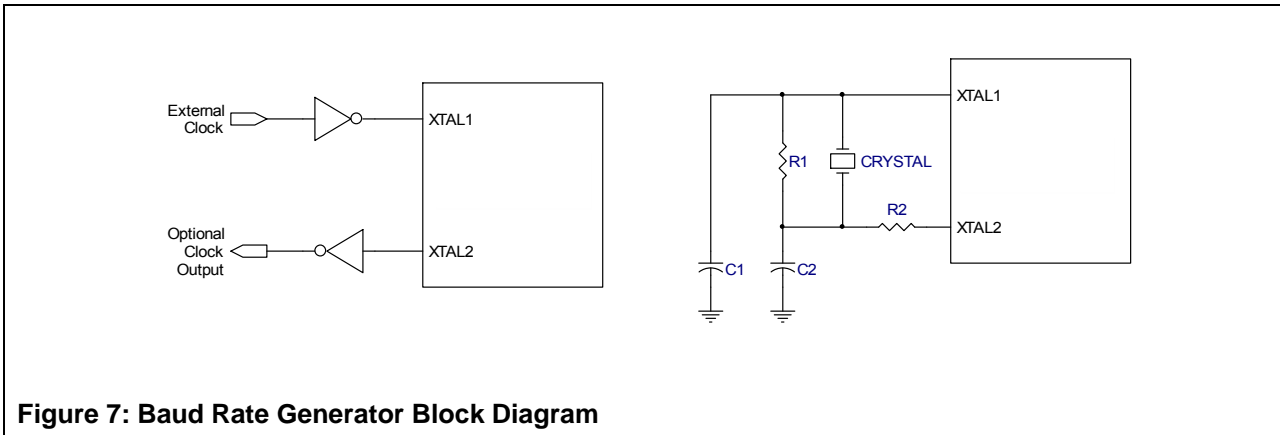 External
Clock
XTAL1
Optional
Clock
Output
XTAL2
XTAL1
R1
CRYSTAL
R2
XTAL2
C1
C2
Figure 7: Baud Rate Generator Block Diagram